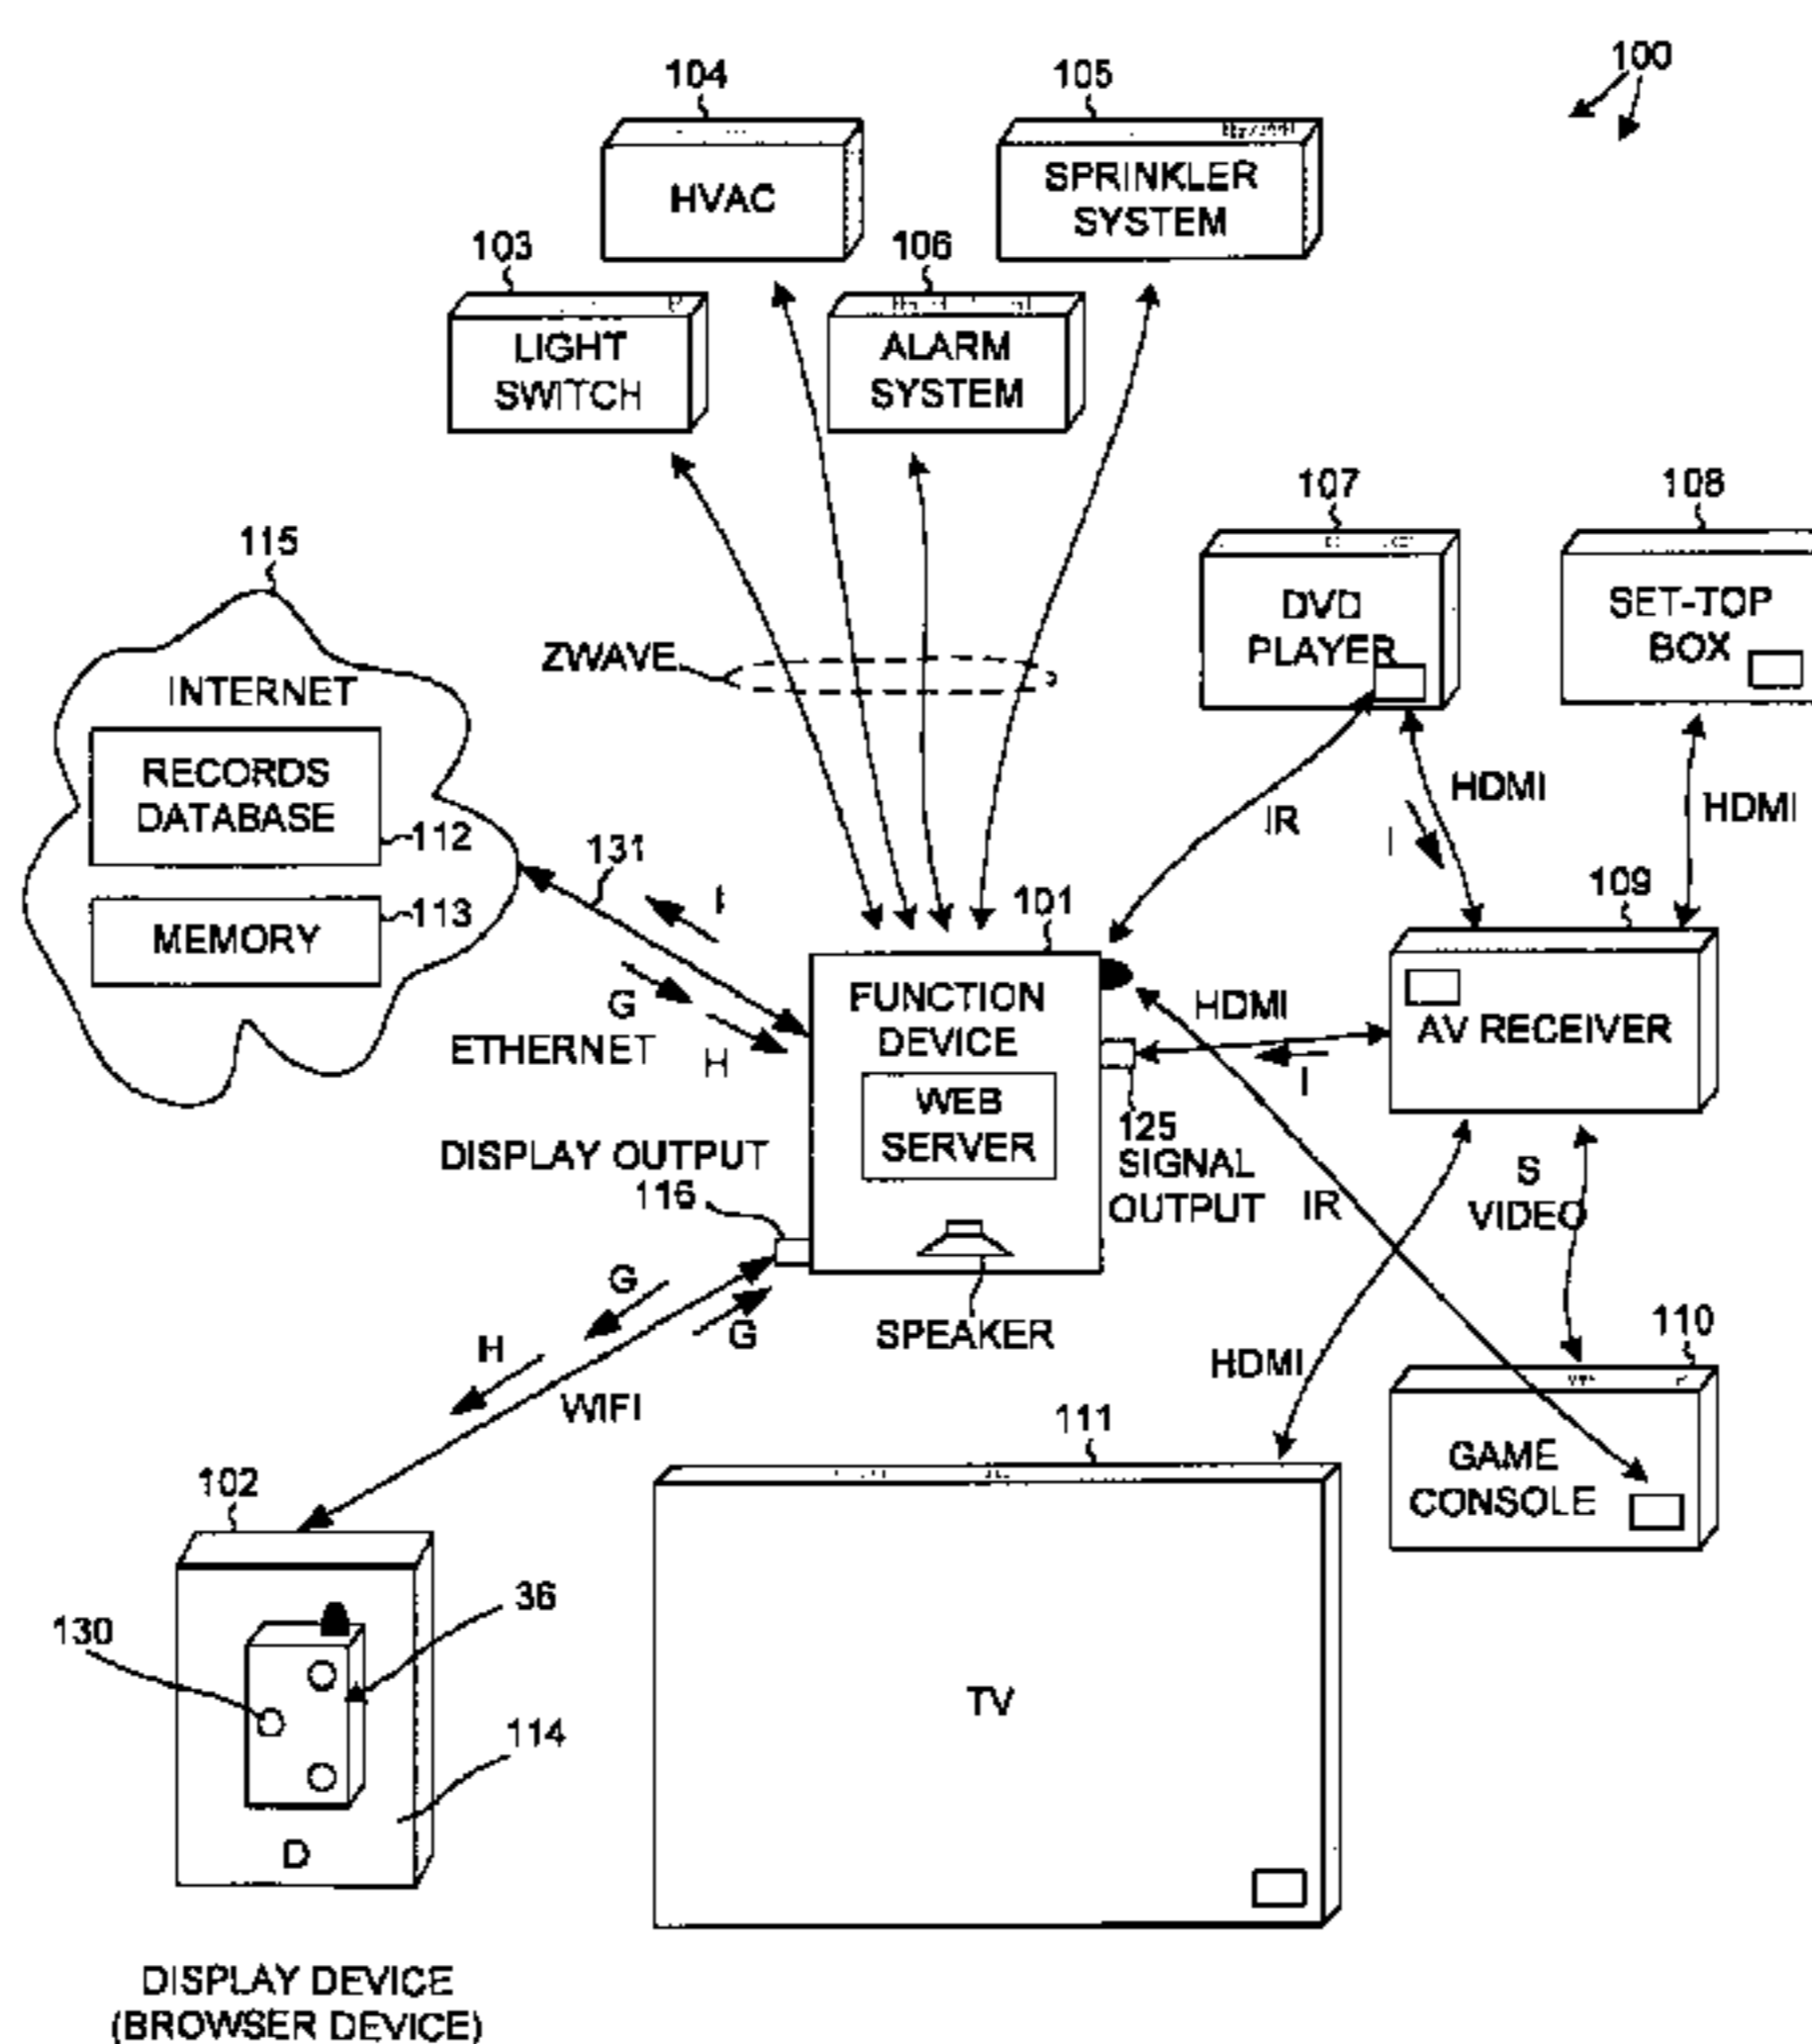 100
104
HVAC
105
SPRINKLER
SYSTEM
103
LIGHT
SWITCH
106
ALARM
SYSTEM
107
DVD
PLAYER
108
SET-TOP
BOX
115
INTERNET
RECORDS
DATABASE
112
MEMORY
113
ZWAVE
IR
HDMI
I
HDMI
131
I
G
ETHERNET
H
101
FUNCTION
DEVICE
WEB
SERVER
SPEAKER
HDMI
I
109
AV RECEIVER
125
SIGNAL
OUTPUT
DISPLAY OUTPUT
116
IR
S
VIDEO
G
G
H
WIFI
HDMI
110
GAME
CONSOLE
111
TV
102
36
130
114
D
DISPLAY DEVICE
(BROWSER DEVICE)